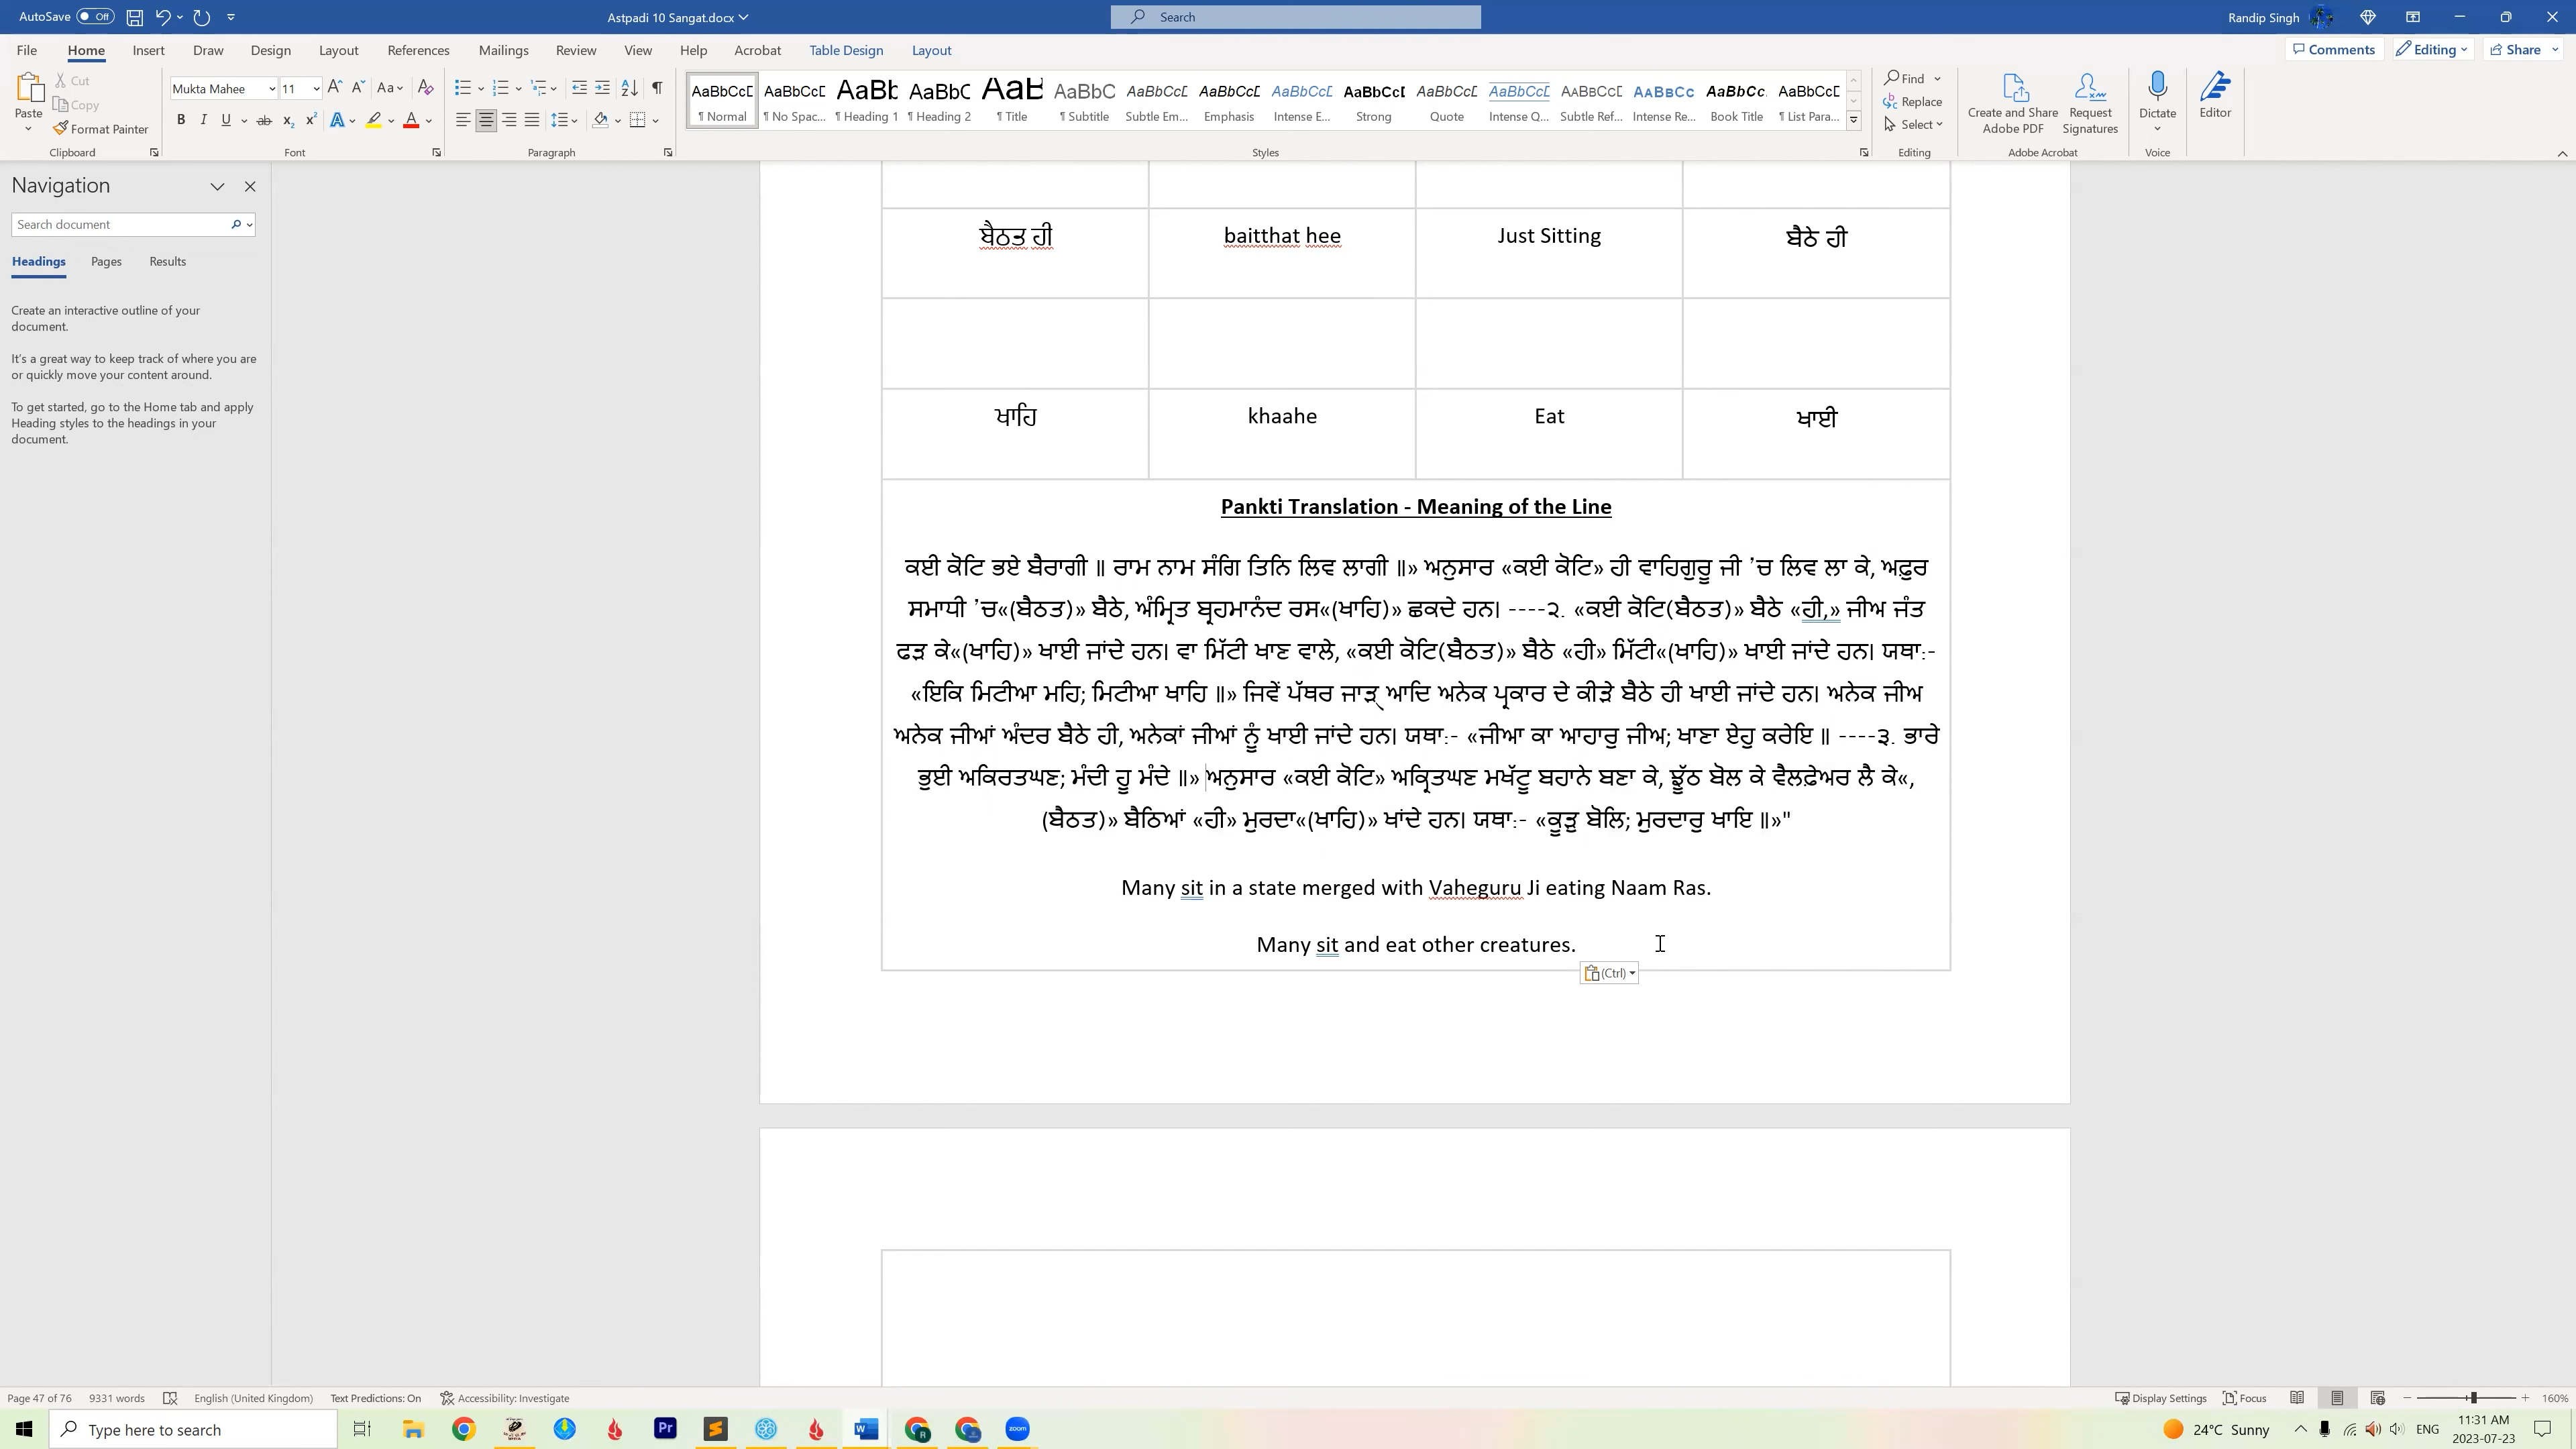 AutoSave Off
Astpadi 10 Sangat.docx
Search
Randip Singh
File Home Insert Draw Design Layout References Mailings Review View Help Acrobat Table Design Layout
Comments Editing Share
Paste
Cut
Copy
Format Painter
Clipboard
Mukta Mahee 11
Font
Paragraph
AaBbCcD AaBbCcD AaBb AaBbC AaB AaBbC AaBbCcD AaBbCcD AaBbCcD AaBbCcD AaBbCcD AaBbCcD AaBbCcD AaBbCc AaBbCc AaBbCcD
¶ Normal ¶ No Spac... ¶ Heading 1 ¶ Heading 2 ¶ Title ¶ Subtitle Subtle Em... Emphasis Intense E... Strong Quote Intense Q... Subtle Ref... Intense Re... Book Title ¶ List Para...
Styles
Find
Replace
Select
Editing
Create and Share Adobe PDF
Request Signatures
Adobe Acrobat
Dictate
Voice
Editor
Navigation
Search document
Headings Pages Results
Create an interactive outline of your
document.
It's a great way to keep track of where you are
or quickly move your content around.
To get started, go to the Home tab and apply
Heading styles to the headings in your
document.
ਬੈਠਤ ਹੀ baitthat hee Just Sitting ਬੈਠੇ ਹੀ
ਖਾਹਿ khaahe Eat ਖਾਈ
Pankti Translation - Meaning of the Line
ਕਈ ਕੋਟਿ ਭਏ ਬੈਰਾਗੀ ॥ ਰਾਮ ਨਾਮ ਸੰਗਿ ਤਿਨਿ ਲਿਵ ਲਾਗੀ ॥» ਅਨੁਸਾਰ «ਕਈ ਕੋਟਿ» ਹੀ ਵਾਹਿਗੁਰੂ ਜੀ ’ਚ ਲਿਵ ਲਾ ਕੇ, ਅਫੁਰ
ਸਮਾਧੀ ’ਚ«(ਬੈਠਤ)» ਬੈਠੇ, ਅੰਮ੍ਰਿਤ ਬ੍ਰਹਮਾਨੰਦ ਰਸ«(ਖਾਹਿ)» ਛਕਦੇ ਹਨ। ----੨. «ਕਈ ਕੋਟਿ(ਬੈਠਤ)» ਬੈਠੇ «ਹੀ,» ਜੀਅ ਜੰਤ
ਫੜ ਕੇ«(ਖਾਹਿ)» ਖਾਈ ਜਾਂਦੇ ਹਨ। ਵਾ ਮਿੱਟੀ ਖਾਣ ਵਾਲੇ, «ਕਈ ਕੋਟਿ(ਬੈਠਤ)» ਬੈਠੇ «ਹੀ» ਮਿੱਟੀ«(ਖਾਹਿ)» ਖਾਈ ਜਾਂਦੇ ਹਨ। ਯਥਾ:-
«ਇਕਿ ਮਿਟੀਆ ਮਹਿ; ਮਿਟੀਆ ਖਾਹਿ ॥» ਜਿਵੇਂ ਪੱਥਰ ਜਾੜ੍ ਆਦਿ ਅਨੇਕ ਪ੍ਰਕਾਰ ਦੇ ਕੀੜੇ ਬੈਠੇ ਹੀ ਖਾਈ ਜਾਂਦੇ ਹਨ। ਅਨੇਕ ਜੀਅ
ਅਨੇਕ ਜੀਆਂ ਅੰਦਰ ਬੈਠੇ ਹੀ, ਅਨੇਕਾਂ ਜੀਆਂ ਨੂੰ ਖਾਈ ਜਾਂਦੇ ਹਨ। ਯਥਾ:- «ਜੀਆ ਕਾ ਆਹਾਰੁ ਜੀਅ; ਖਾਣਾ ਏਹੁ ਕਰੇਇ ॥ ----੩. ਭਾਰੇ
ਭੁਈ ਅਕਿਰਤਘਣ; ਮੰਦੀ ਹੂ ਮੰਦੇ ॥» ਅਨੁਸਾਰ «ਕਈ ਕੋਟਿ» ਅਕ੍ਰਿਤਘਣ ਮਖੱਟੂ ਬਹਾਨੇ ਬਣਾ ਕੇ, ਝੂੱਠ ਬੋਲ ਕੇ ਵੈਲਫ਼ੇਅਰ ਲੈ ਕੇ«,
(ਬੈਠਤ)» ਬੈਠਿਆਂ «ਹੀ» ਮੁਰਦਾ«(ਖਾਹਿ)» ਖਾਂਦੇ ਹਨ। ਯਥਾ:- «ਕੂੜੁ ਬੋਲਿ; ਮੁਰਦਾਰੁ ਖਾਇ ॥»"
Many sit in a state merged with Vaheguru Ji eating Naam Ras.
Many sit and eat other creatures.
(Ctrl)
Page 47 of 76 9331 words English (United Kingdom) Text Predictions: On Accessibility: Investigate
Display Settings Focus 160%
Type here to search
24°C Sunny
ENG
11:31 AM
2023-07-23